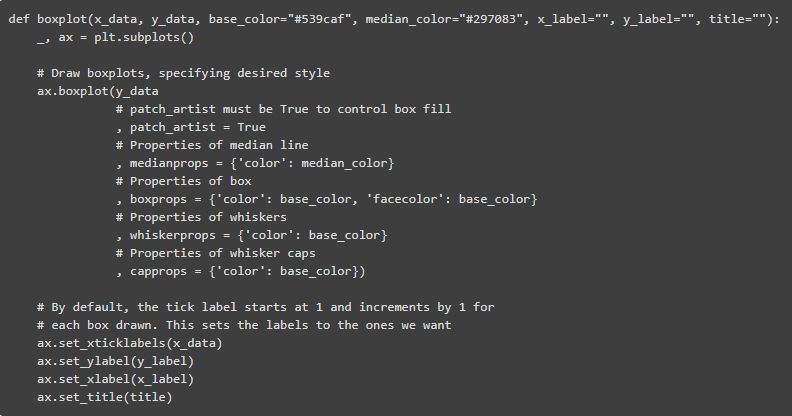 def boxplot(x_data, y_data, base_color="#539caf", median_color="#297083", x_label="", y_label="", title=""):
    _, ax = plt.subplots()

    # Draw boxplots, specifying desired style
    ax.boxplot(y_data
               # patch_artist must be True to control box fill
               , patch_artist = True
               # Properties of median line
               , medianprops = {'color': median_color}
               # Properties of box
               , boxprops = {'color': base_color, 'facecolor': base_color}
               # Properties of whiskers
               , whiskerprops = {'color': base_color}
               # Properties of whisker caps
               , capprops = {'color': base_color})

    # By default, the tick label starts at 1 and increments by 1 for
    # each box drawn. This sets the labels to the ones we want
    ax.set_xticklabels(x_data)
    ax.set_ylabel(y_label)
    ax.set_xlabel(x_label)
    ax.set_title(title)